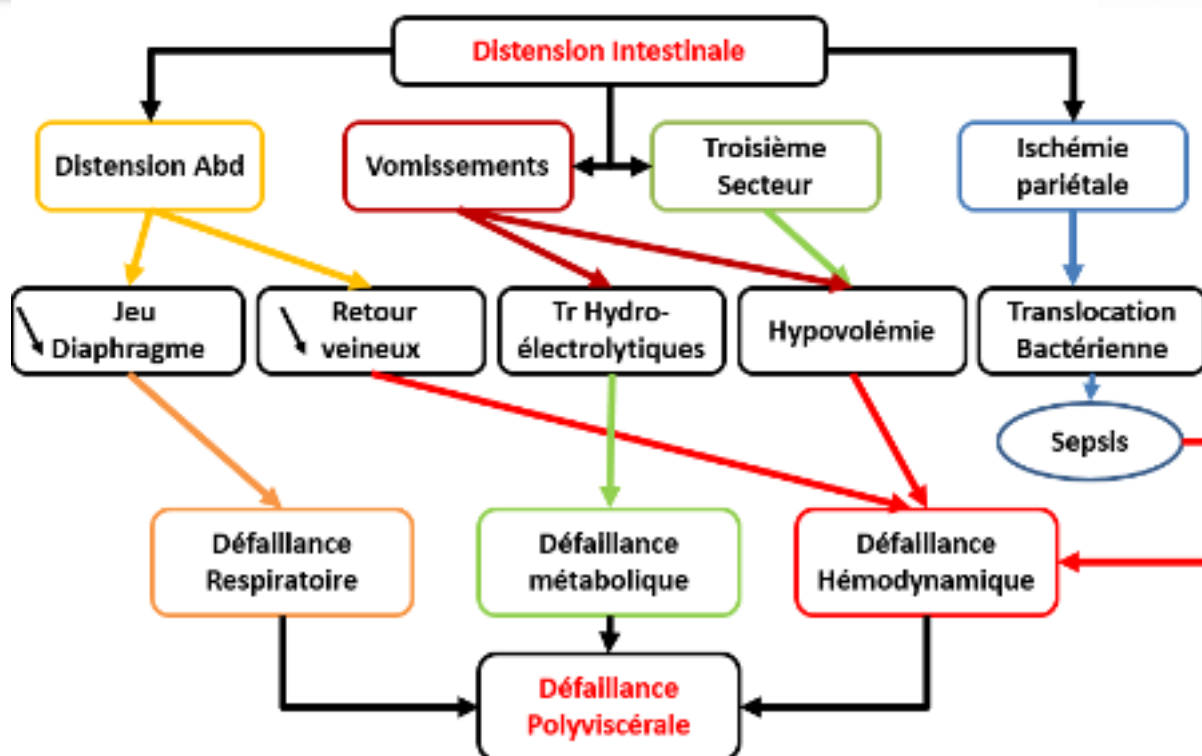 Distension Intestinale
Distension Abd
Vomissements
Troisième
Secteur
Ischémie
pariétale
Jeu
Diaphragme
Retour
veineux
Tr Hydro-
électrolytiques
Hypovolémie
Translocation
Bactérienne
Sepsis
Défaillance
Respiratoire
Défaillance
métabolique
Défaillance
Hémodynamique
Défaillance
Polyviscérale